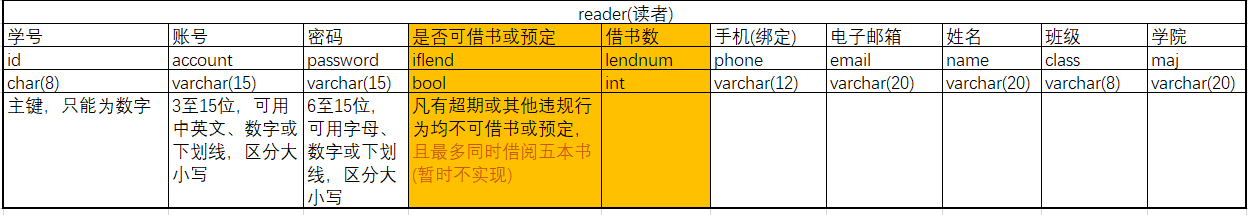 reader(读者)
学号 账号 密码 是否可借书或预定 借书数 手机(绑定) 电子邮箱 姓名 班级 学院
id account password iflend lendnum phone email name class maj
char(8) varchar(15) varchar(15) bool int varchar(12) varchar(20) varchar(20) varchar(8) varchar(20)
主键，只能为数字
3至15位，可用
中英文、数字或
下划线，区分大
小写
6至15位，
可用字母、
数字或下划
线，区分大
小写
凡有超期或其他违规行
为均不可借书或预定，
且最多同时借阅五本书
(暂时不实现)